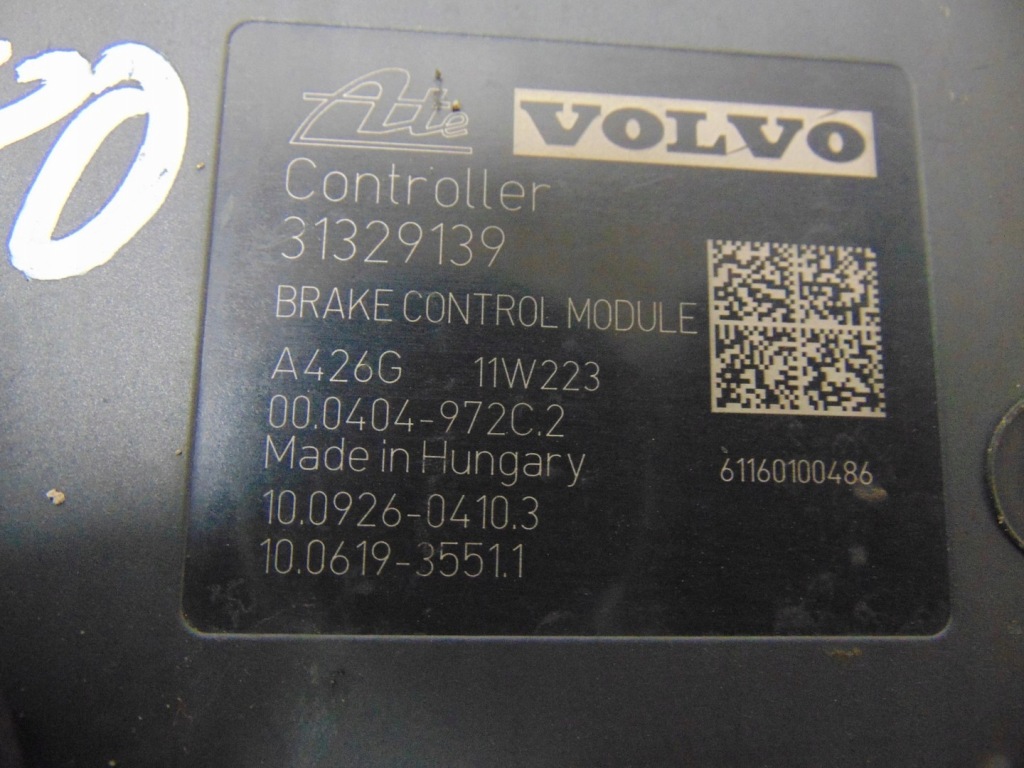 Ate VOLVO
Controller
31329139
BRAKE CONTROL MODULE
A426G 11W223
00.0404-972C.2
Made in Hungary
61160100486
10.0926-0410.3
10.0619-3551.1